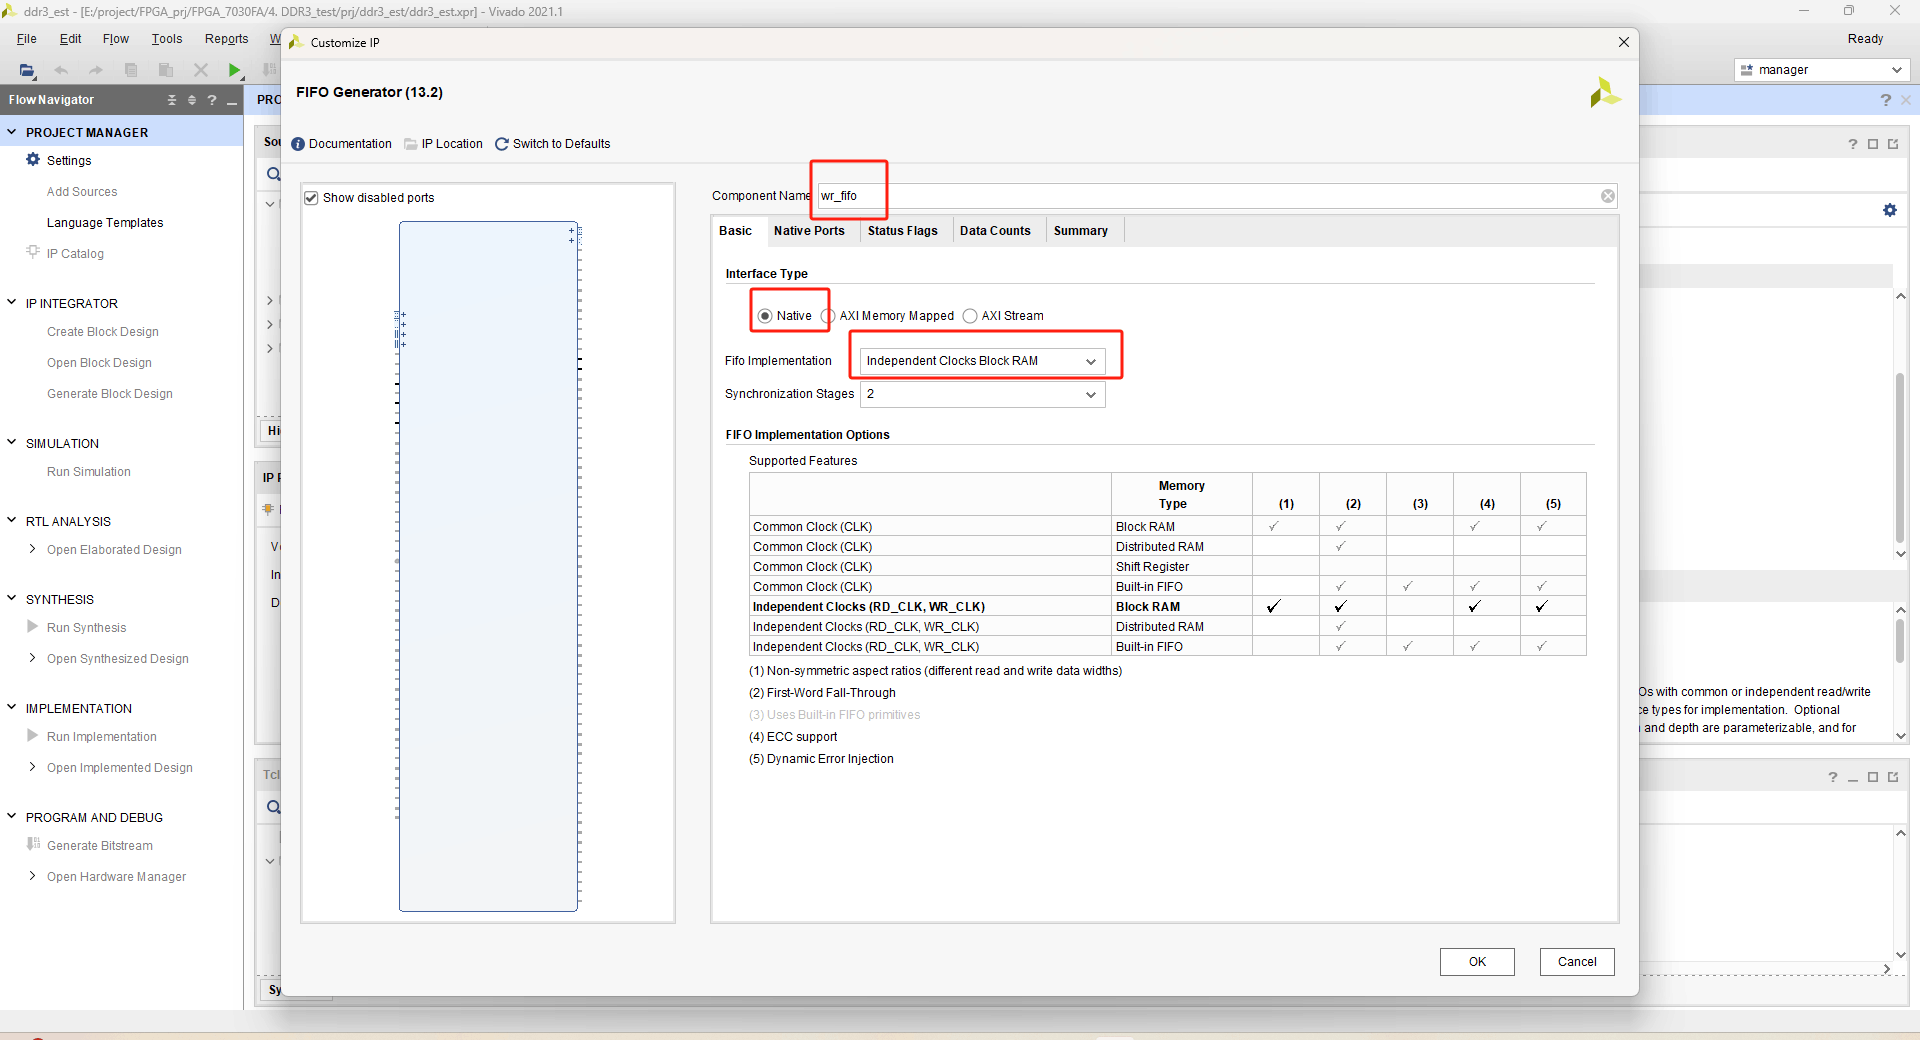 ddr3_est - [E:/project/FPGA_prj/FPGA_7030FA/4. DDR3_test/prj/ddr3_est/ddr3_est.xpr] - Vivado 2021.1
File Edit Flow Tools Reports
Ready
Customize IP
manager
Flow Navigator
FIFO Generator (13.2)
PROJECT MANAGER
Settings
Add Sources
Language Templates
IP Catalog
IP INTEGRATOR
Create Block Design
Open Block Design
Generate Block Design
SIMULATION
Run Simulation
RTL ANALYSIS
Open Elaborated Design
SYNTHESIS
Run Synthesis
Open Synthesized Design
IMPLEMENTATION
Run Implementation
Open Implemented Design
PROGRAM AND DEBUG
Generate Bitstream
Open Hardware Manager
Documentation IP Location Switch to Defaults
Show disabled ports
Component Name wr_fifo
Basic Native Ports Status Flags Data Counts Summary
Interface Type
Native AXI Memory Mapped AXI Stream
Fifo Implementation Independent Clocks Block RAM
Synchronization Stages 2
FIFO Implementation Options
Supported Features
Memory Type (1) (2) (3) (4) (5)
Common Clock (CLK) Block RAM ✓ ✓ ✓ ✓
Common Clock (CLK) Distributed RAM ✓
Common Clock (CLK) Shift Register
Common Clock (CLK) Built-in FIFO ✓ ✓ ✓ ✓
Independent Clocks (RD_CLK, WR_CLK) Block RAM ✓ ✓ ✓ ✓
Independent Clocks (RD_CLK, WR_CLK) Distributed RAM ✓
Independent Clocks (RD_CLK, WR_CLK) Built-in FIFO ✓ ✓ ✓ ✓
(1) Non-symmetric aspect ratios (different read and write data widths)
(2) First-Word Fall-Through
(3) Uses Built-in FIFO primitives
(4) ECC support
(5) Dynamic Error Injection
Os with common or independent read/write
ce types for implementation. Optional
and depth are parameterizable, and for
OK Cancel